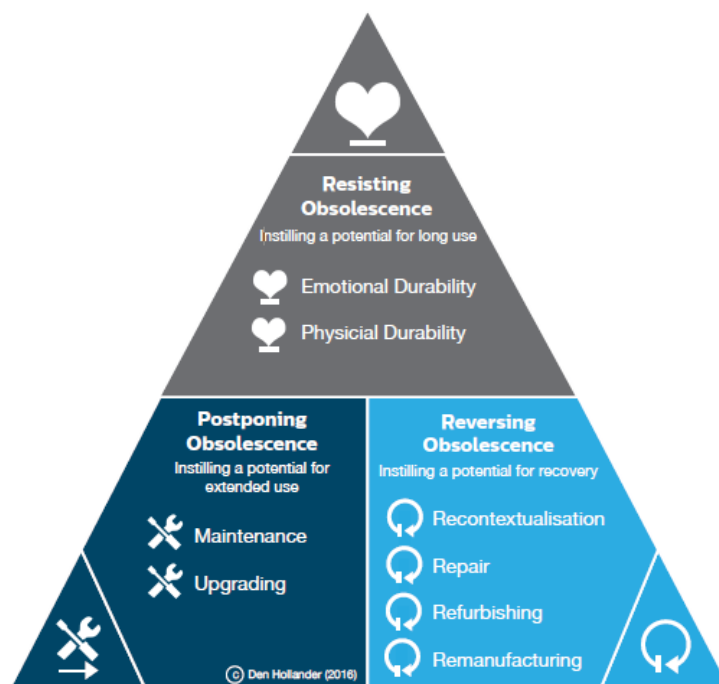 Resisting
Obsolescence
Instilling a potential for long use
Emotional Durability
Physicial Durability
Postponing
Obsolescence
Instilling a potential for
extended use
Maintenance
Upgrading
© Den Hollander (2016)
Reversing
Obsolescence
Instilling a potential for recovery
Recontextualisation
Repair
Refurbishing
Remanufacturing